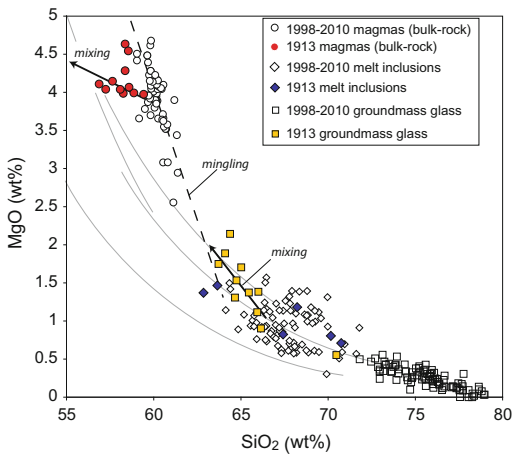 5
4.5
4
3.5
3
2.5
2
1.5
1
0.5
0
MgO (wt%)
55 60 65 70 75 80
SiO₂ (wt%)
mixing
mingling
mixing
1998-2010 magmas (bulk-rock)
1913 magmas (bulk-rock)
1998-2010 melt inclusions
1913 melt inclusions
1998-2010 groundmass glass
1913 groundmass glass